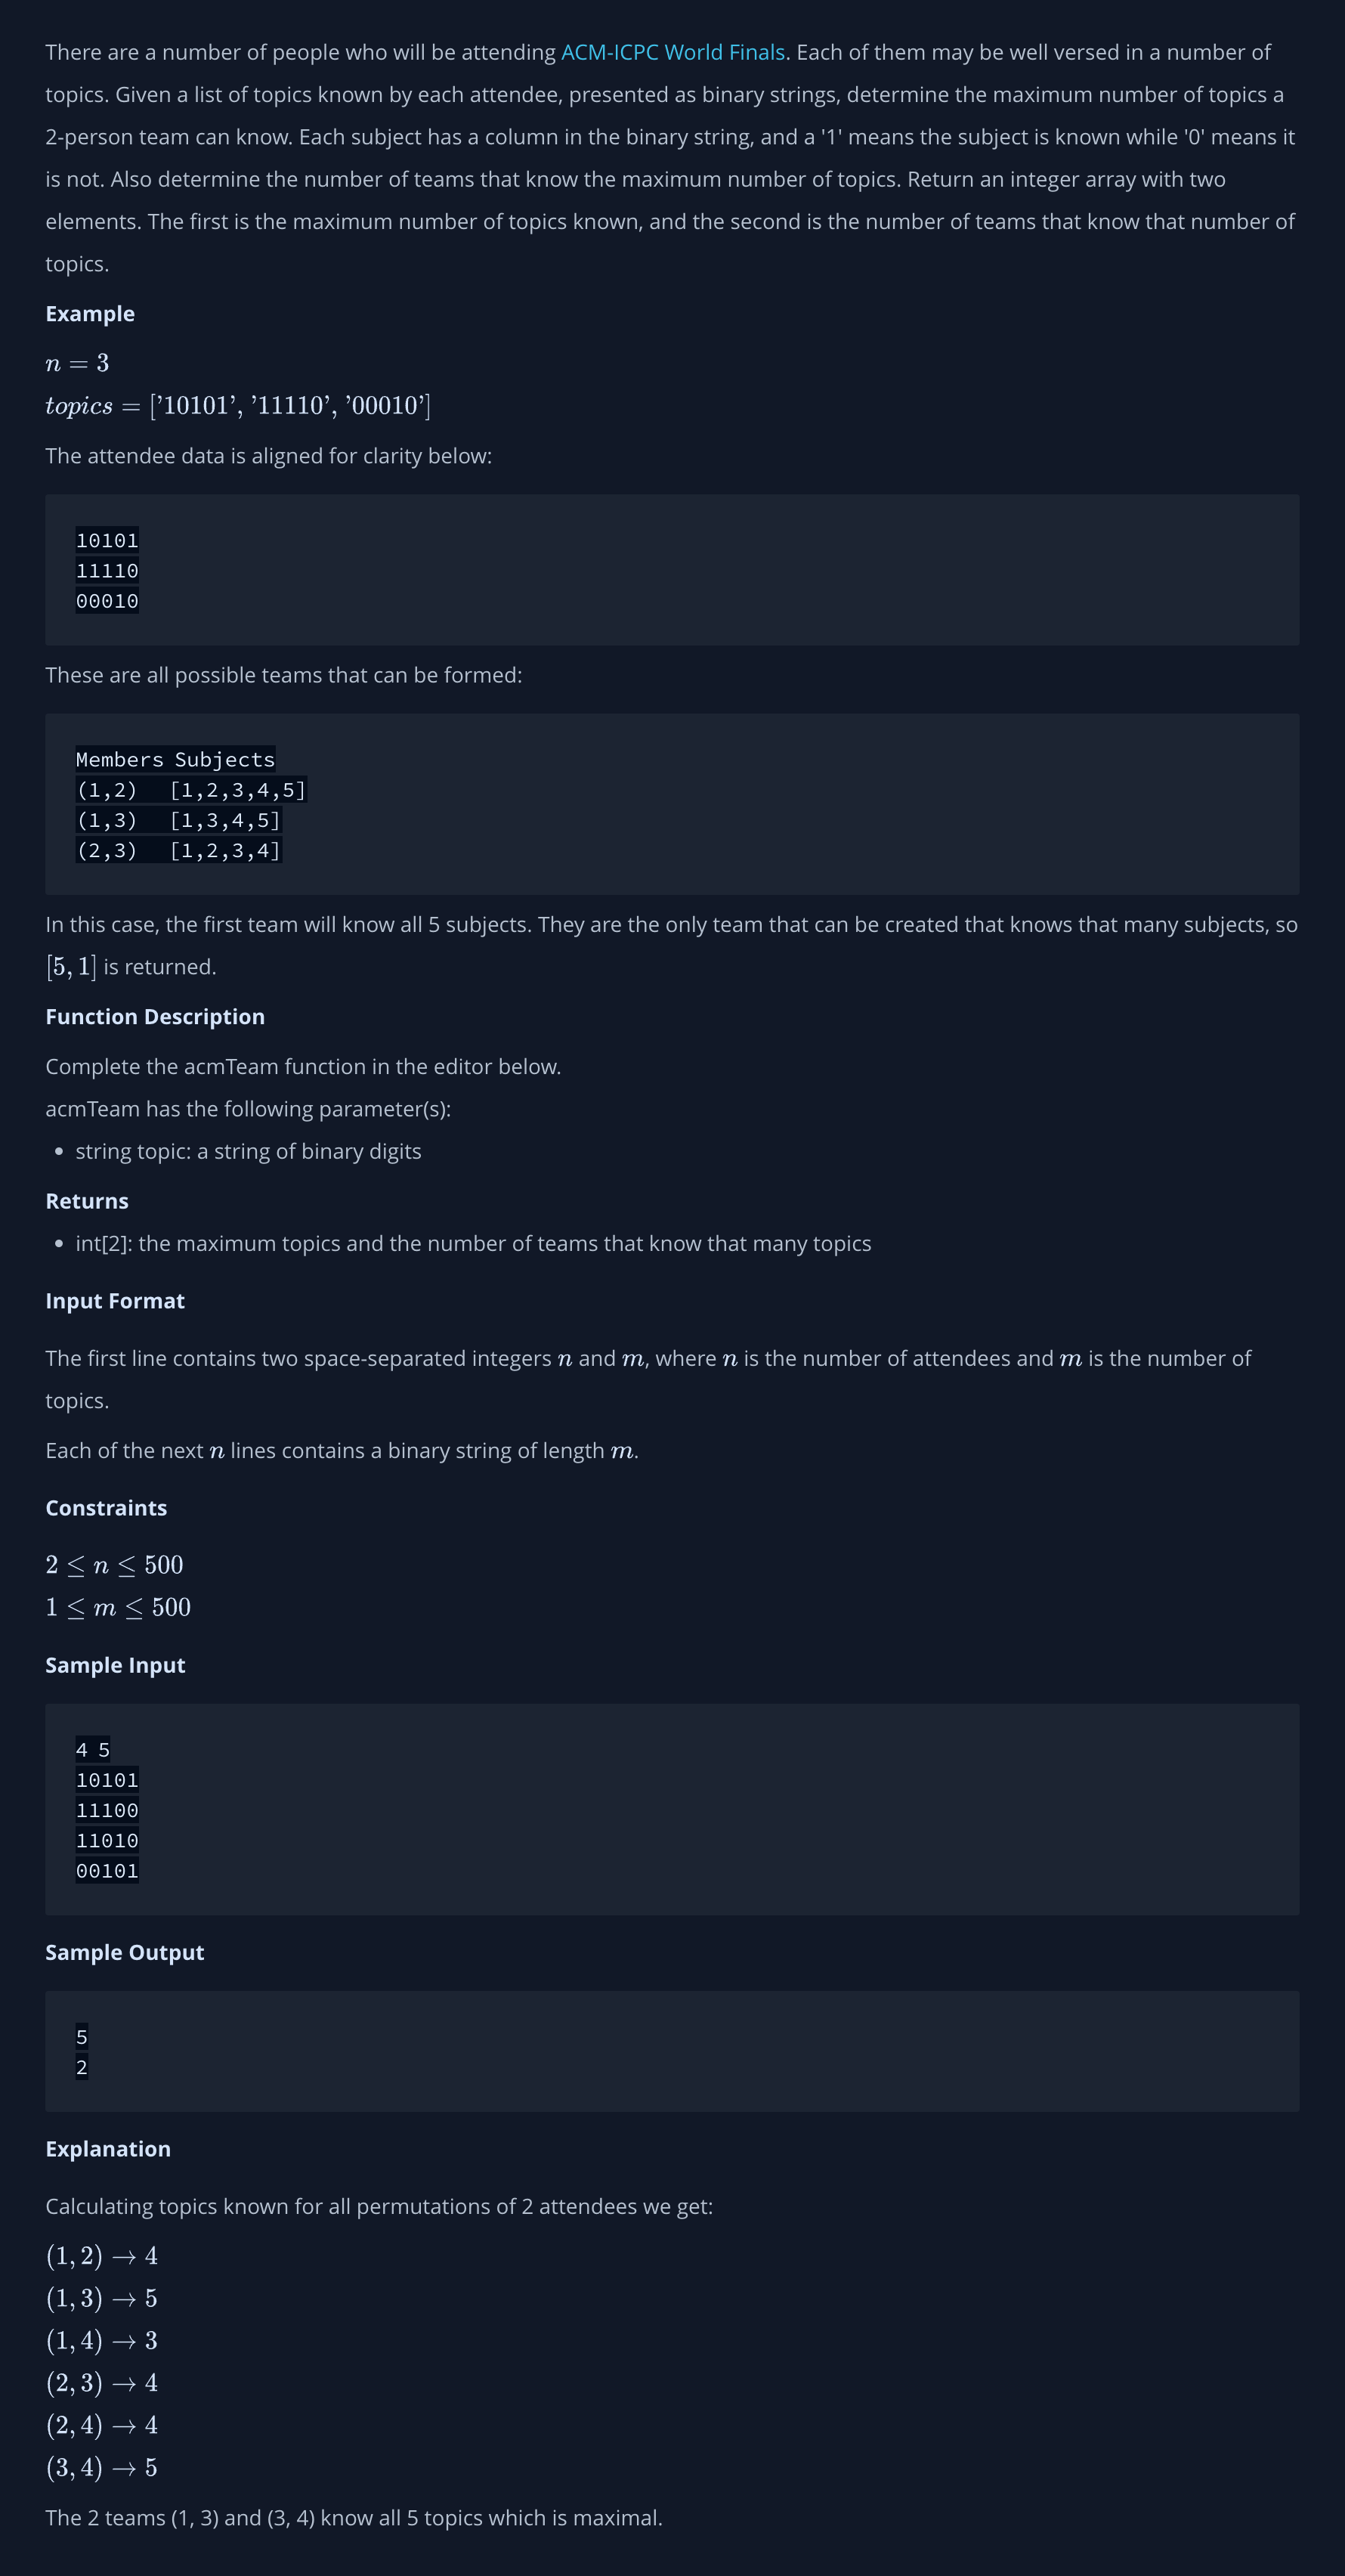 There are a number of people who will be attending ACM-ICPC World Finals. Each of them may be well versed in a number of
topics. Given a list of topics known by each attendee, presented as binary strings, determine the maximum number of topics a
2-person team can know. Each subject has a column in the binary string, and a '1' means the subject is known while '0' means it
is not. Also determine the number of teams that know the maximum number of topics. Return an integer array with two
elements. The first is the maximum number of topics known, and the second is the number of teams that know that number of
topics.
Example
n = 3
topics = ['10101', '11110', '00010']
The attendee data is aligned for clarity below:
10101
11110
00010
These are all possible teams that can be formed:
Members Subjects
(1,2) [1,2,3,4,5]
(1,3) [1,3,4,5]
(2,3) [1,2,3,4]
In this case, the first team will know all 5 subjects. They are the only team that can be created that knows that many subjects, so
[5, 1] is returned.
Function Description
Complete the acmTeam function in the editor below.
acmTeam has the following parameter(s):
• string topic: a string of binary digits
Returns
• int[2]: the maximum topics and the number of teams that know that many topics
Input Format
The first line contains two space-separated integers n and m, where n is the number of attendees and m is the number of
topics.
Each of the next n lines contains a binary string of length m.
Constraints
2 ≤ n ≤ 500
1 ≤ m ≤ 500
Sample Input
4 5
10101
11100
11010
00101
Sample Output
5
2
Explanation
Calculating topics known for all permutations of 2 attendees we get:
(1, 2) → 4
(1, 3) → 5
(1, 4) → 3
(2, 3) → 4
(2, 4) → 4
(3, 4) → 5
The 2 teams (1, 3) and (3, 4) know all 5 topics which is maximal.